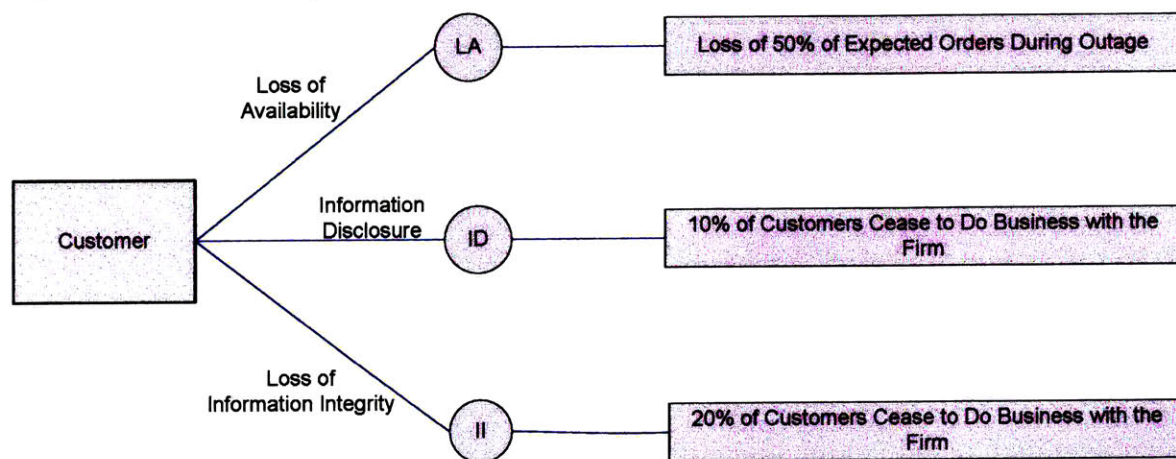 LA
Loss of 50% of Expected Orders During Outage
Loss of
Availability
Customer
Information
Disclosure
ID
10% of Customers Cease to Do Business with the
Firm
Loss of
Information Integrity
II
20% of Customers Cease to Do Business with the
Firm